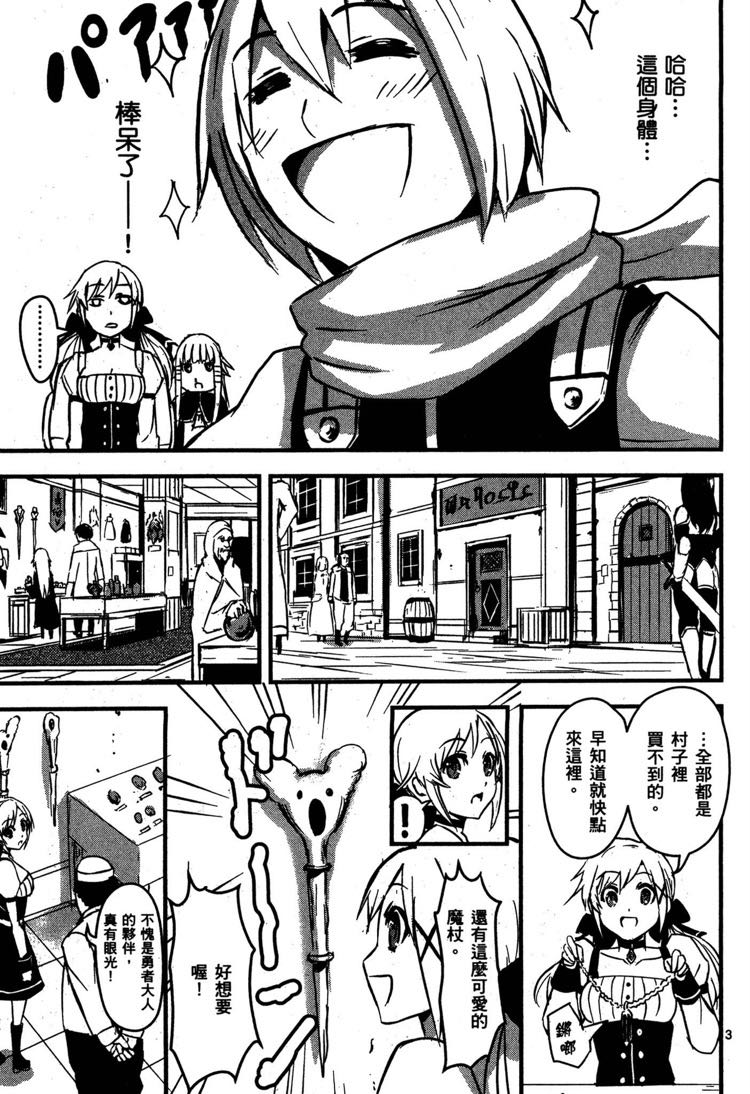 哈哈…
這個身體…
パアアア
棒呆了——！
………
…全部都是
村子裡
買不到的。
早知道就快點
來這裡。
鏘啷
！
還有這麼可愛的
魔杖。
好想要
喔！
ドドーン
不愧是勇者大人
的夥伴，
真有眼光！
3